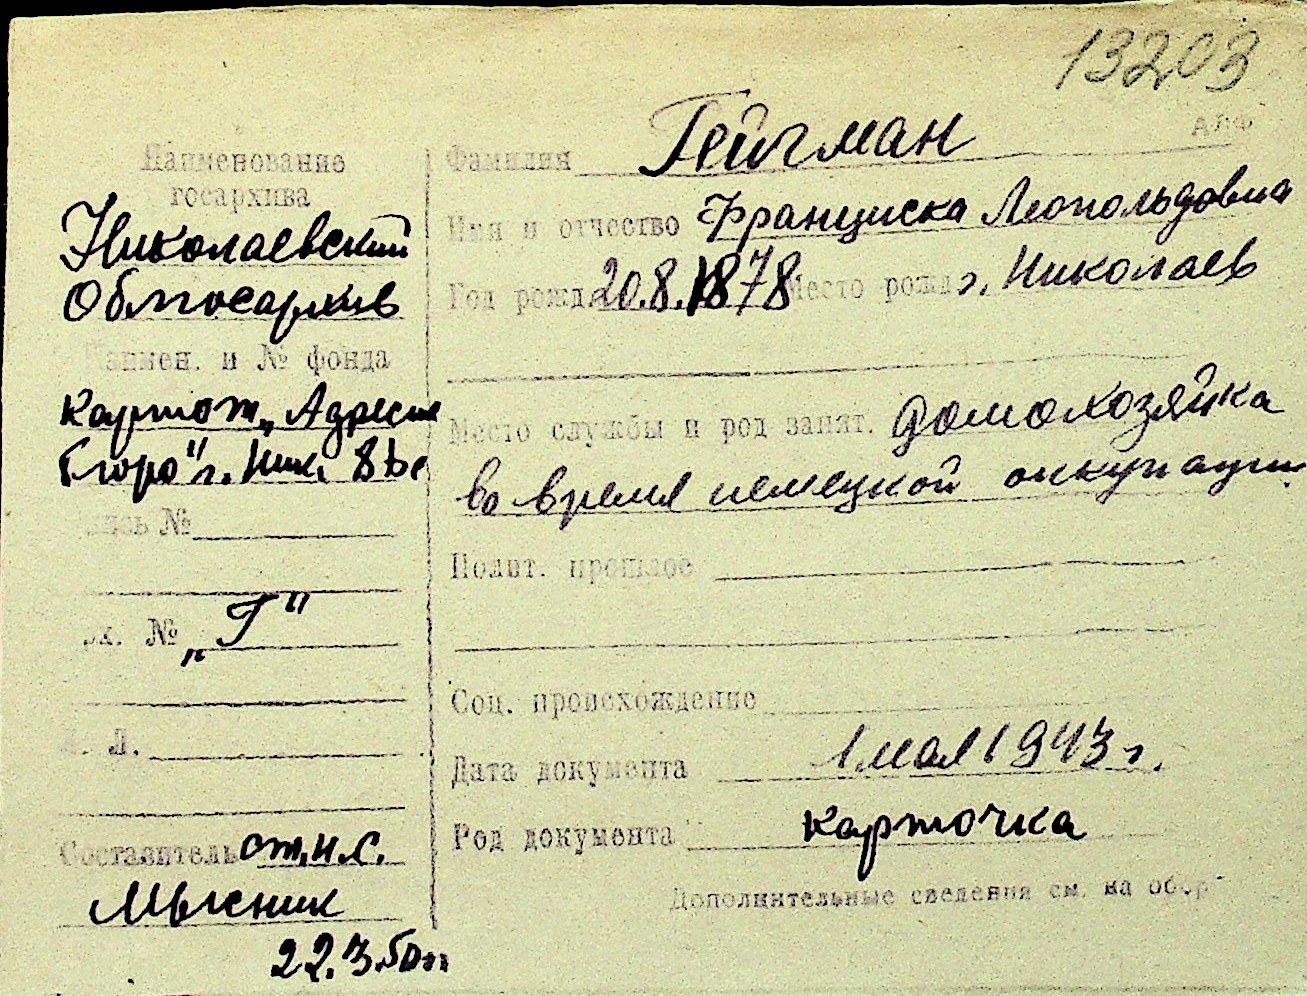 13203
АЛФ
Наименование
госархива
Николаевский
Облгосархив
Наимен. и № фонда
Картот. „Адресн
бюро" г. Ник.
опись №
ех. № „Г"
Л. Л.
Составитель ст.н.с.
22.3.50г.
Фамилия Гейгман
Имя и отчество Франциска Леопольдовна
Год рожд. 20.8.1878 Место рожд. г. Николаев
Место службы и род занят. домохозяйка
во время немецкой оккупации
Полит. прошлое
Соц. происхождение
Дата документа 1 мая 1943 г.
Род документа карточка
Дополнительные сведения см. на обор.